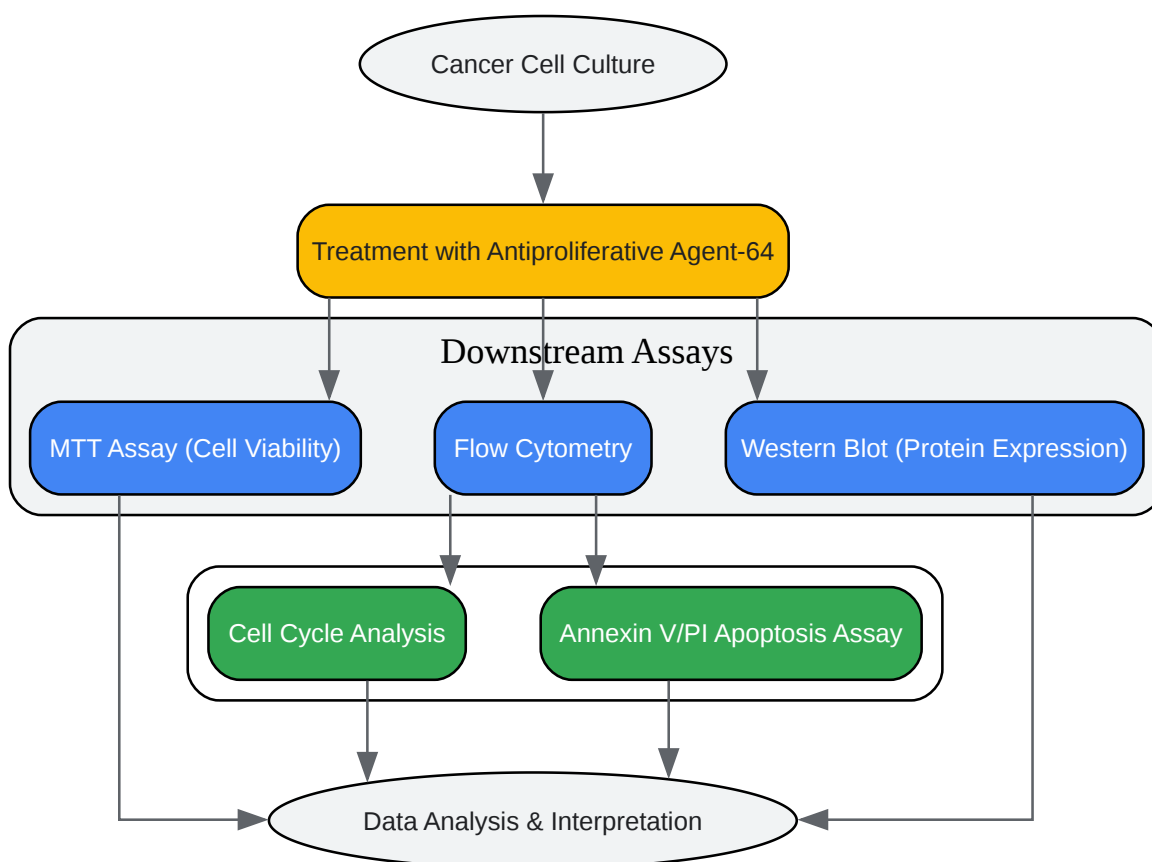 Cancer Cell Culture
Treatment with Antiproliferative Agent-64
Downstream Assays
MTT Assay (Cell Viability)
Flow Cytometry
Western Blot (Protein Expression)
Cell Cycle Analysis
Annexin V/PI Apoptosis Assay
Data Analysis & Interpretation